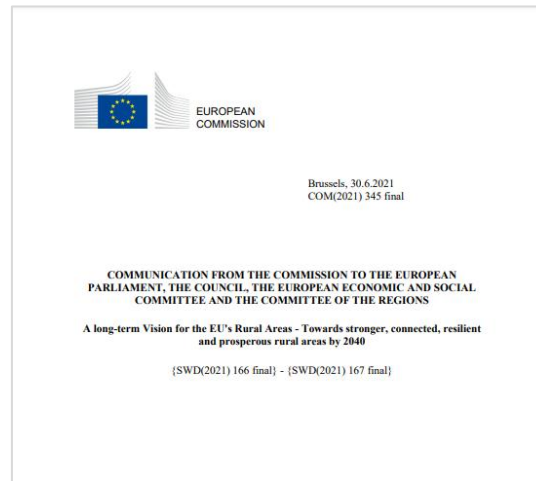 EUROPEAN
COMMISSION
Brussels, 30.6.2021
COM(2021) 345 final
COMMUNICATION FROM THE COMMISSION TO THE EUROPEAN
PARLIAMENT, THE COUNCIL, THE EUROPEAN ECONOMIC AND SOCIAL
COMMITTEE AND THE COMMITTEE OF THE REGIONS
A long-term Vision for the EU's Rural Areas - Towards stronger, connected, resilient
and prosperous rural areas by 2040
{SWD(2021) 166 final} - {SWD(2021) 167 final}